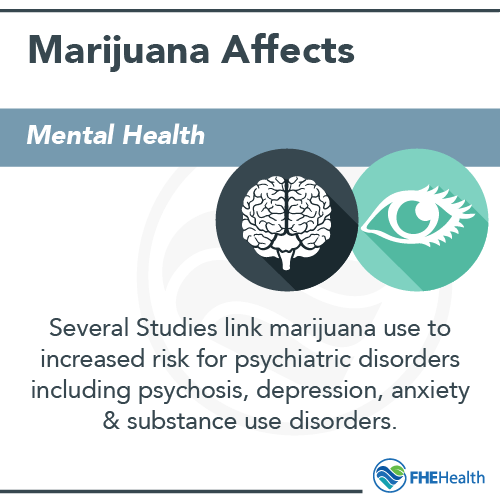 Marijuana Affects
Mental Health
Several Studies link marijuana use to
increased risk for psychiatric disorders
including psychosis, depression, anxiety
& substance use disorders.
FHEHealth